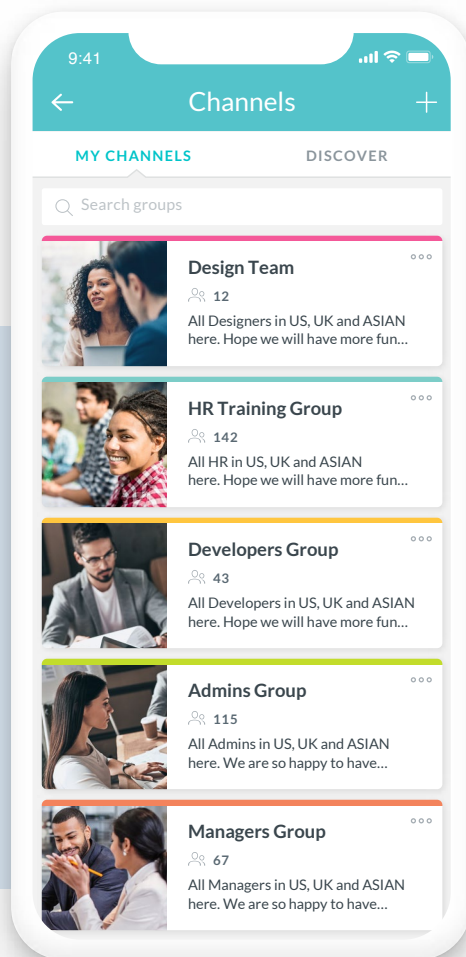 9:41
Channels
MY CHANNELS
DISCOVER
Search groups
Design Team
12
All Designers in US, UK and ASIAN
here. Hope we will have more fun...
HR Training Group
142
All HR in US, UK and ASIAN
here. Hope we will have more fun...
Developers Group
43
All Developers in US, UK and ASIAN
here. Hope we will have more fun...
Admins Group
115
All Admins in US, UK and ASIAN
here. We are so happy to have...
Managers Group
67
All Managers in US, UK and ASIAN
here. We are so happy to have...